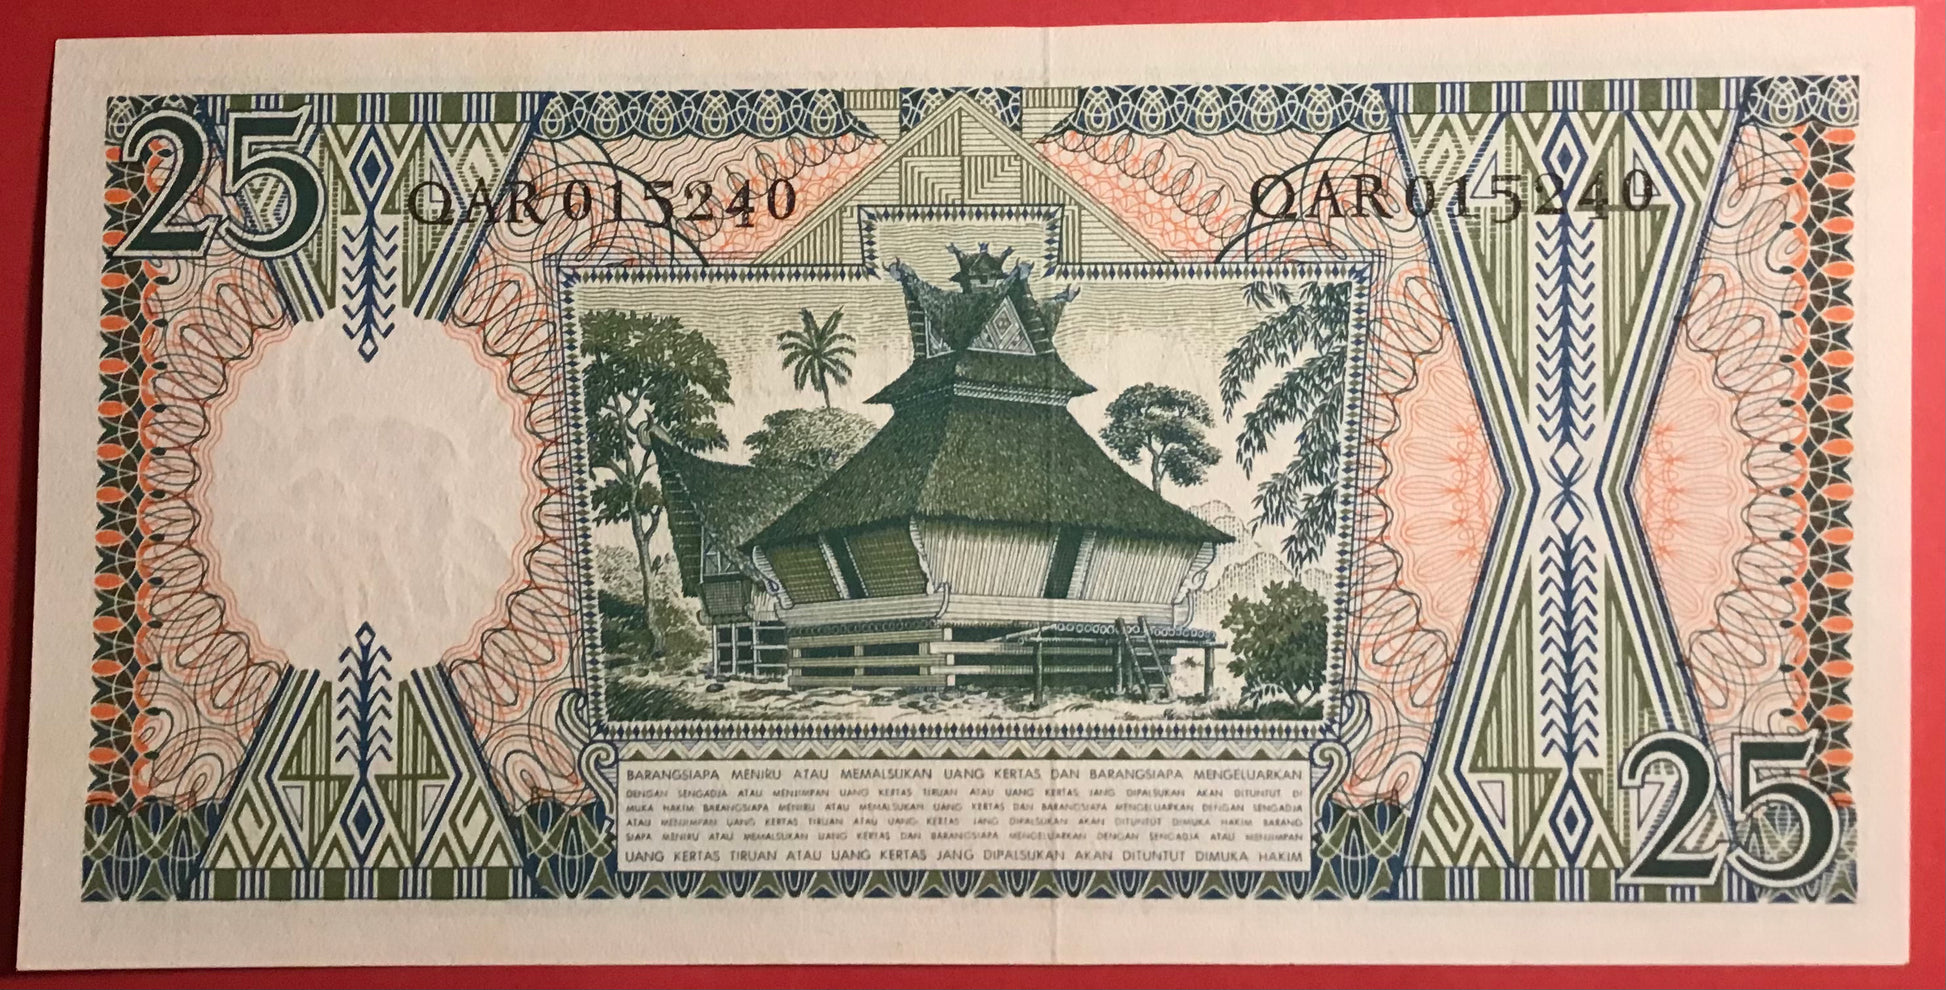 25
QAR 015240
QAR 015240
BARANGSIAPA MENIRU ATAU MEMALSUKAN UANG KERTAS DAN BARANGSIAPA MENGELUARKAN
DENGAN SENGADJA ATAU MENJIMPAN UANG KERTAS TIRUAN ATAU UANG KERTAS JANG DIPALSUKAN AKAN DITUNTUT DI
MUKA HAKIM BARANGSIAPA MENIRU ATAU MEMALSUKAN UANG KERTAS DAN BARANGSIAPA MENGELUARKAN DENGAN SENGADJA
ATAU MENJIMPAN UANG KERTAS TIRUAN ATAU UANG KERTAS JANG DIPALSUKAN AKAN DITUNTUT DIMUKA HAKIM BARANG
SIAPA MENIRU ATAU MEMALSUKAN UANG KERTAS DAN BARANGSIAPA MENGELUARKAN DENGAN SENGADJA ATAU MENJIMPAN
UANG KERTAS TIRUAN ATAU UANG KERTAS JANG DIPALSUKAN AKAN DITUNTUT DIMUKA HAKIM
25